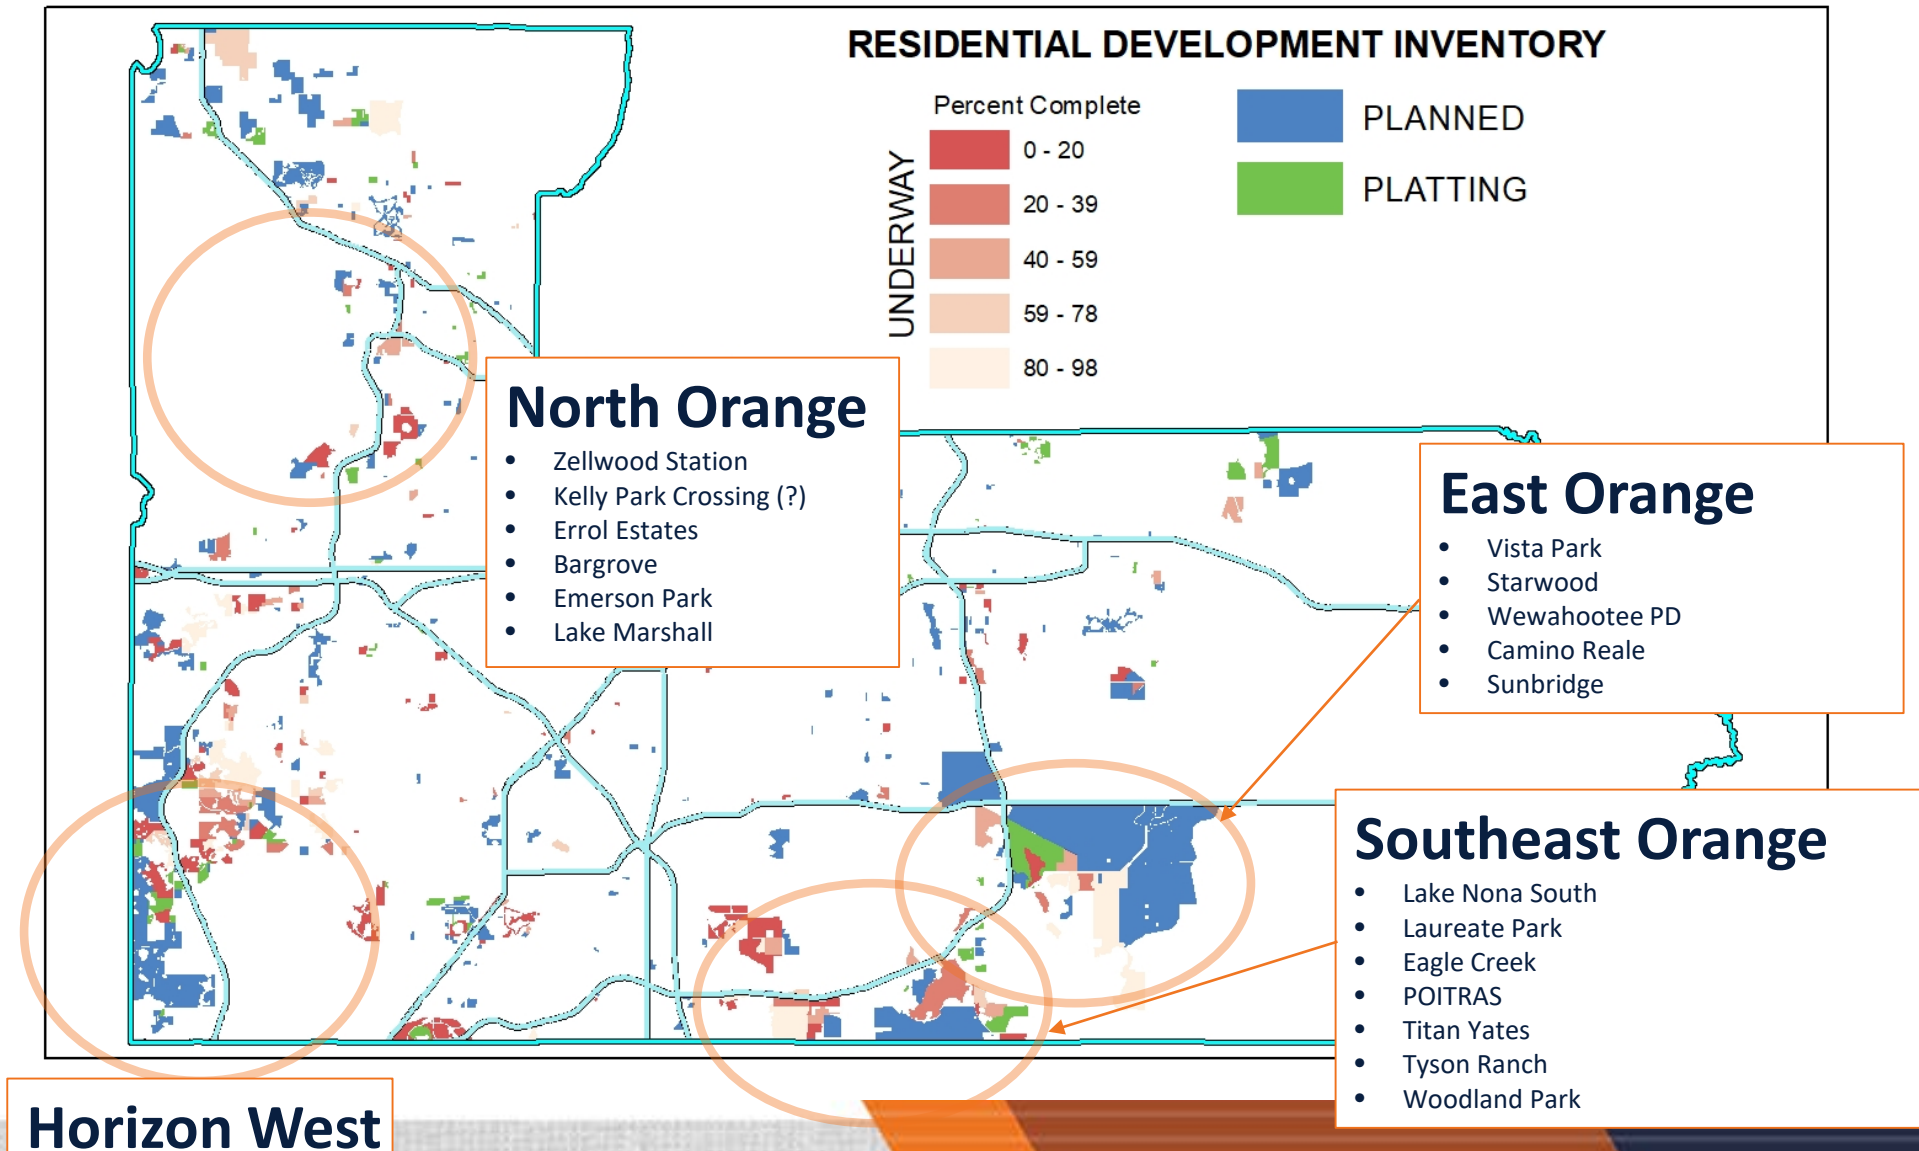 RESIDENTIAL DEVELOPMENT INVENTORY
Percent Complete
UNDERWAY
0 - 20
20 - 39
40 - 59
59 - 78
80 - 98
PLANNED
PLATTING
North Orange
• Zellwood Station
• Kelly Park Crossing (?)
• Errol Estates
• Bargrove
• Emerson Park
• Lake Marshall
East Orange
• Vista Park
• Starwood
• Wewahootee PD
• Camino Reale
• Sunbridge
Southeast Orange
• Lake Nona South
• Laureate Park
• Eagle Creek
• POITRAS
• Titan Yates
• Tyson Ranch
• Woodland Park
Horizon West